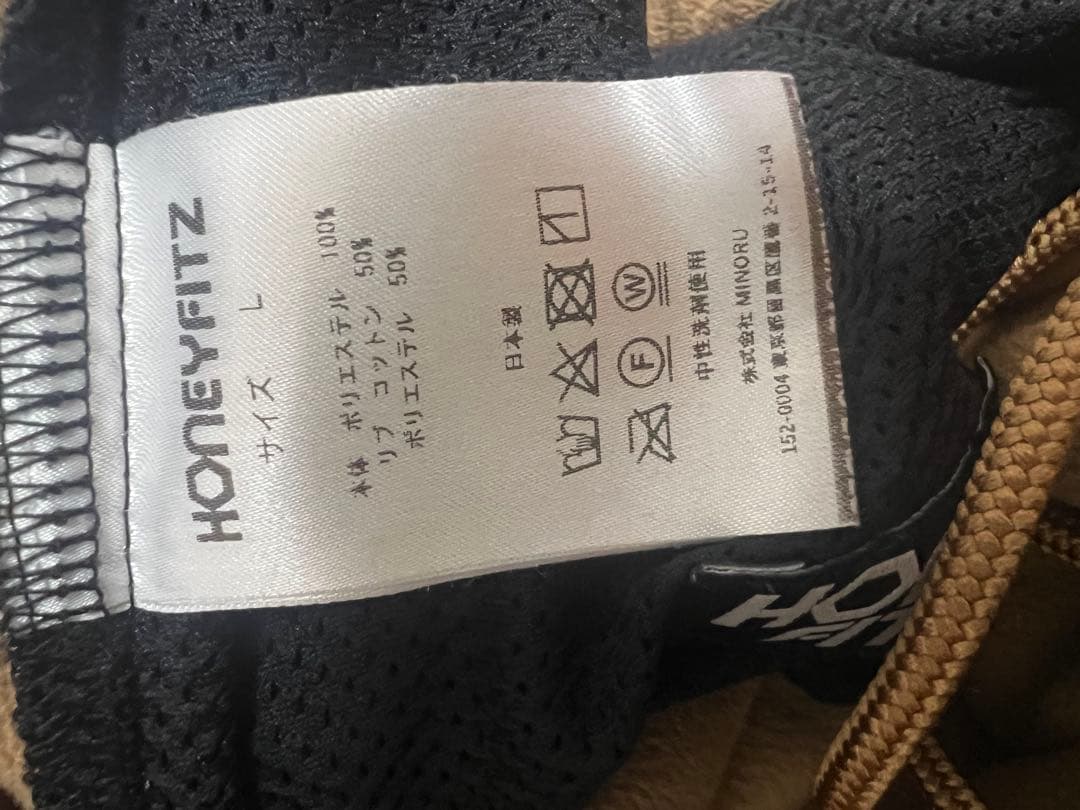 HONEYFITZ
サイズ L
本体 ポリエステル 100%
リブ コットン 50%
ポリエステル 50%
日本製
F W
中性洗剤使用
株式会社 MINORU
152-0004 東京都目黒区鷹番 2-15-14
HO
FIT